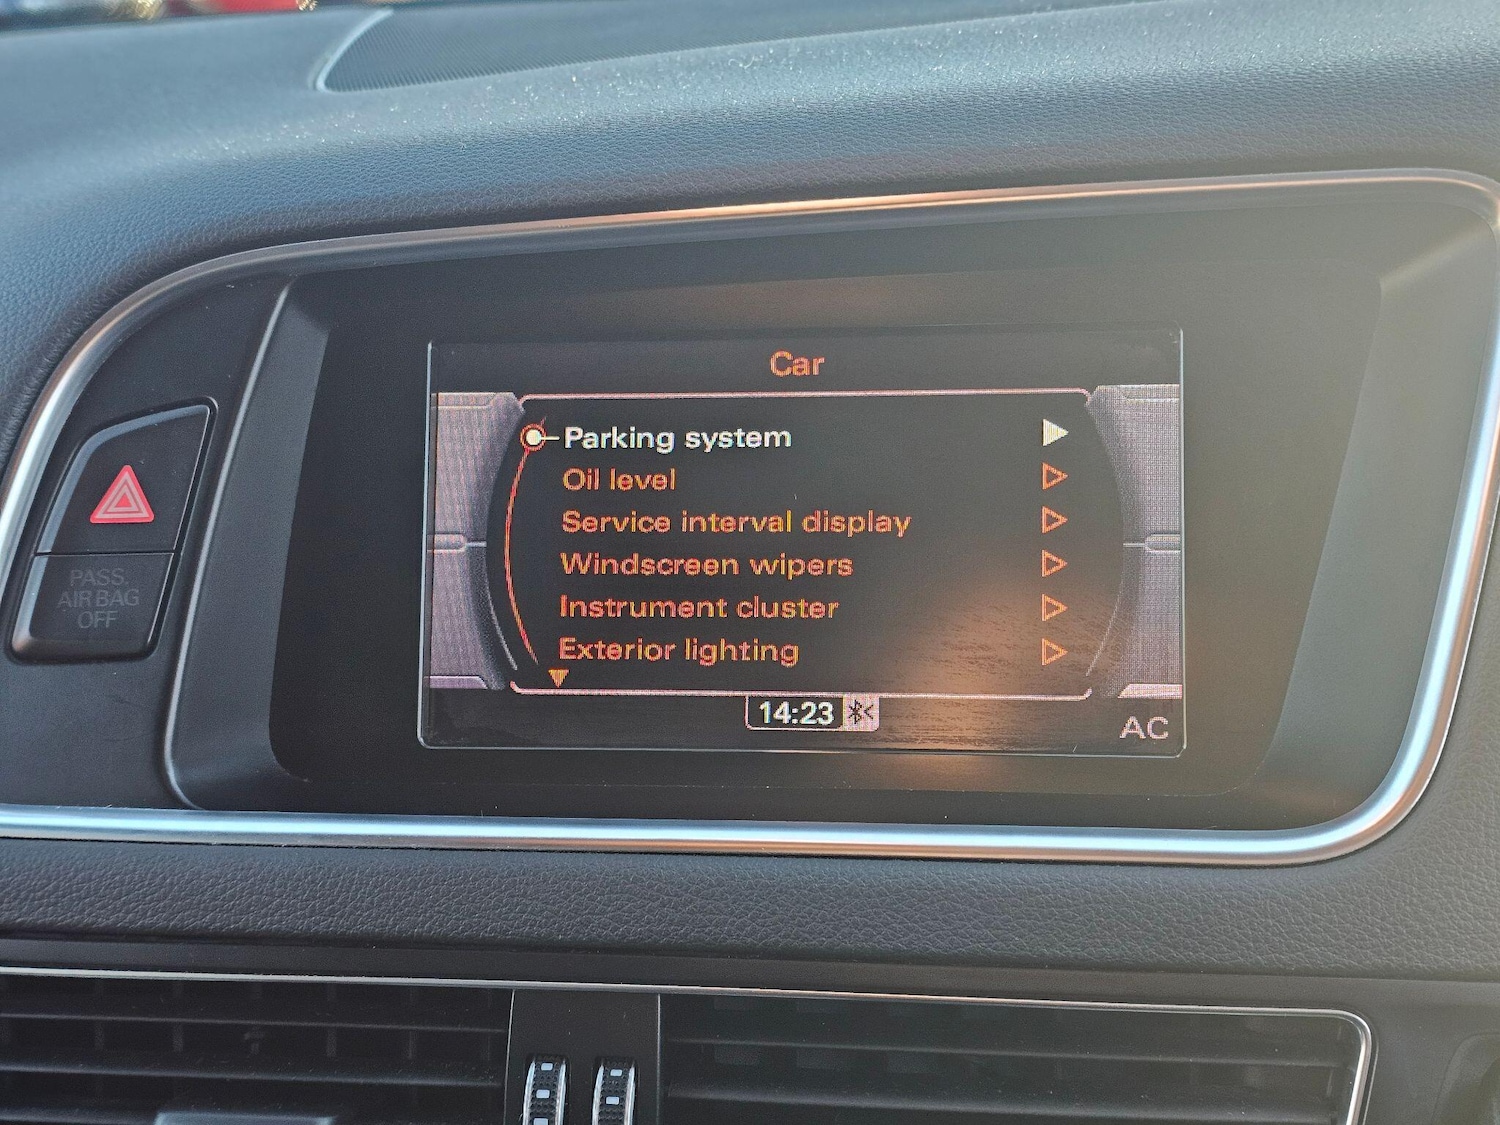 Car
Parking system
Oil level
Service interval display
Windscreen wipers
Instrument cluster
Exterior lighting
14:23
AC
PASS.
AIR BAG
OFF